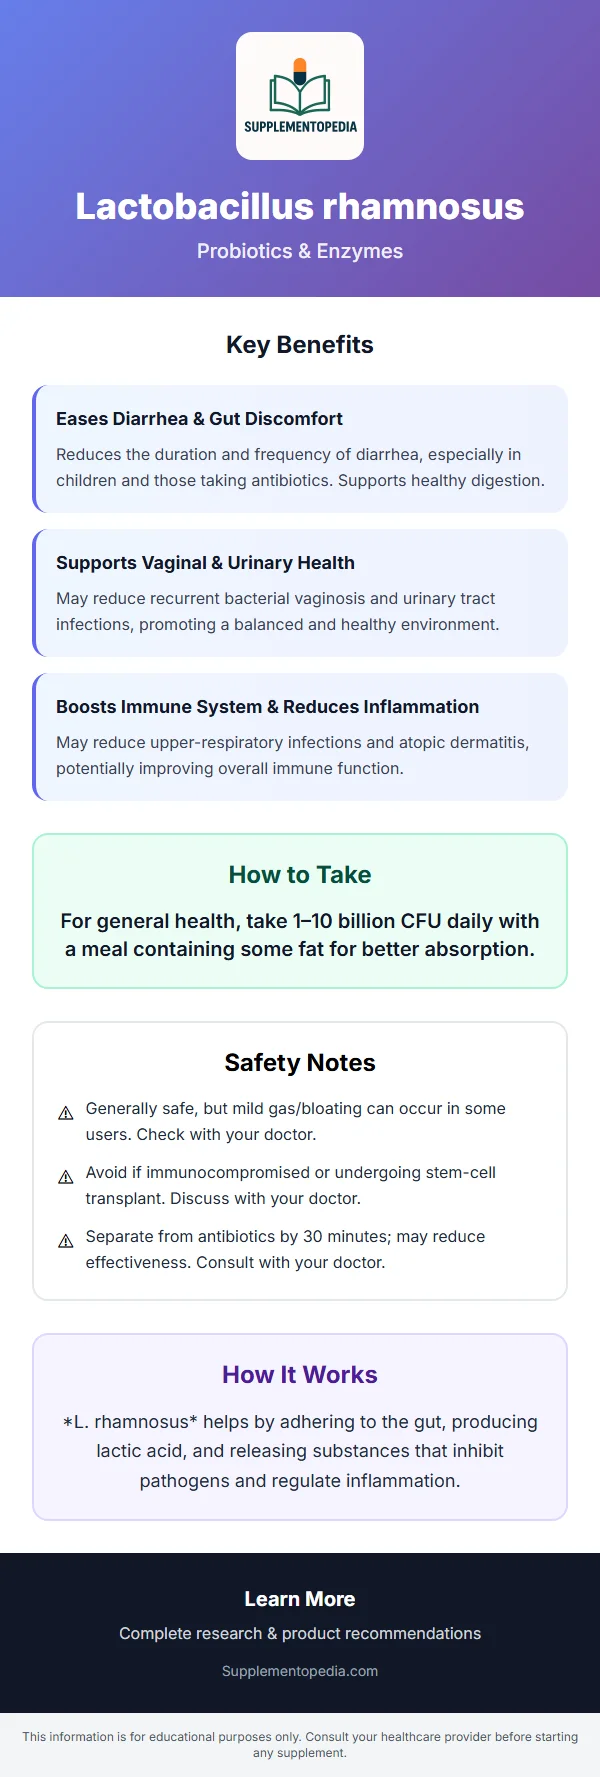 SUPPLEMENTOPEDIA
Lactobacillus rhamnosus
Probiotics & Enzymes
Key Benefits
Eases Diarrhea & Gut Discomfort
Reduces the duration and frequency of diarrhea, especially in
children and those taking antibiotics. Supports healthy digestion.
Supports Vaginal & Urinary Health
May reduce recurrent bacterial vaginosis and urinary tract
infections, promoting a balanced and healthy environment.
Boosts Immune System & Reduces Inflammation
May reduce upper-respiratory infections and atopic dermatitis,
potentially improving overall immune function.
How to Take
For general health, take 1–10 billion CFU daily with
a meal containing some fat for better absorption.
Safety Notes
⚠ Generally safe, but mild gas/bloating can occur in some
users. Check with your doctor.
⚠ Avoid if immunocompromised or undergoing stem-cell
transplant. Discuss with your doctor.
⚠ Separate from antibiotics by 30 minutes; may reduce
effectiveness. Consult with your doctor.
How It Works
*L. rhamnosus* helps by adhering to the gut, producing
lactic acid, and releasing substances that inhibit
pathogens and regulate inflammation.
Learn More
Complete research & product recommendations
Supplementopedia.com
This information is for educational purposes only. Consult your healthcare provider before starting
any supplement.